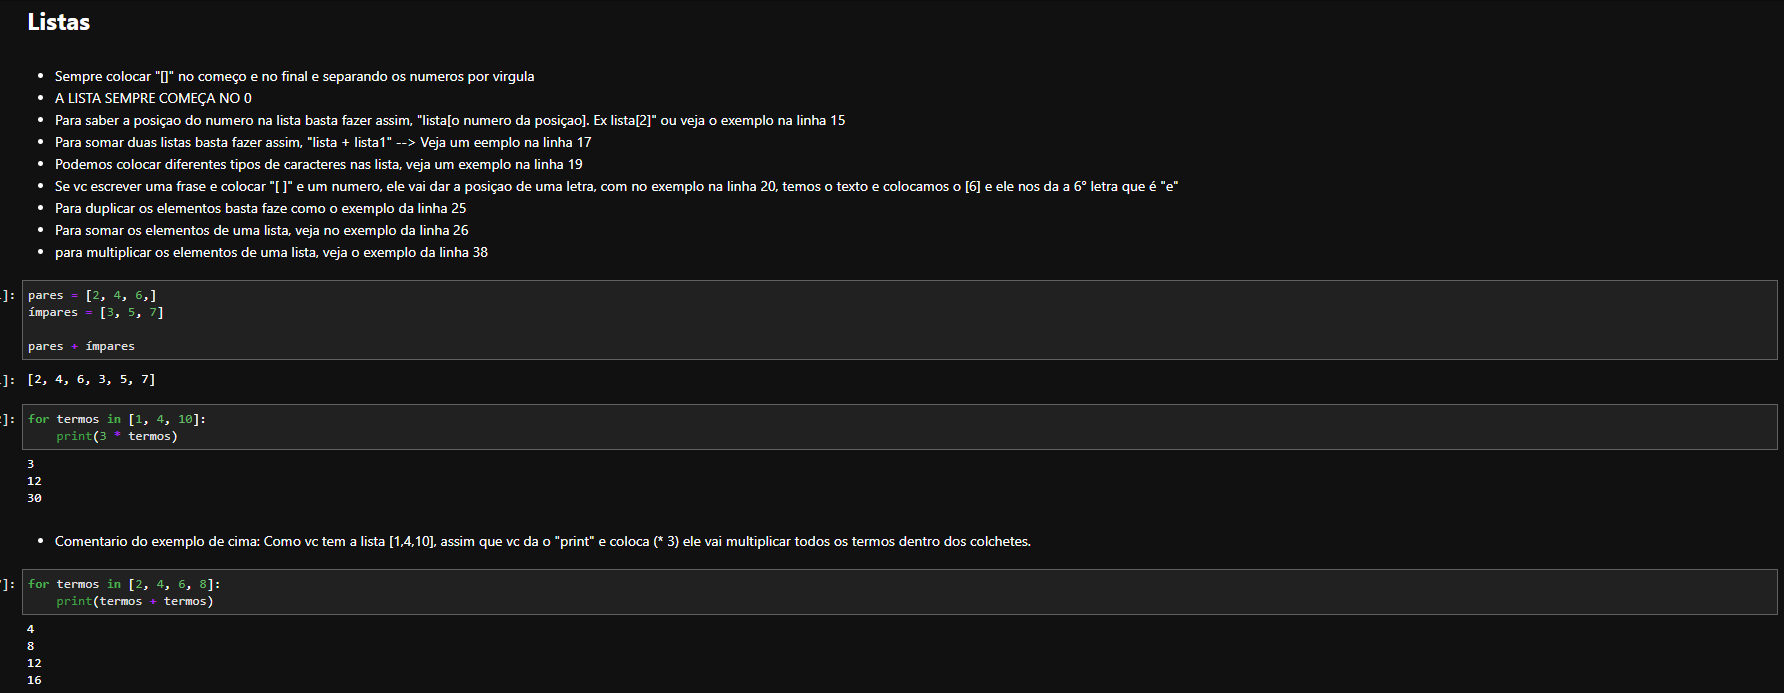 Listas
Sempre colocar "[]" no começo e no final e separando os numeros por virgula
A LISTA SEMPRE COMEÇA NO 0
Para saber a posiçao do numero na lista basta fazer assim, "lista[o numero da posiçao]. Ex lista[2]" ou veja o exemplo na linha 15
Para somar duas listas basta fazer assim, "lista + lista1" --> Veja um eemplo na linha 17
Podemos colocar diferentes tipos de caracteres nas lista, veja um exemplo na linha 19
Se vc escrever uma frase e colocar "[ ]" e um numero, ele vai dar a posiçao de uma letra, com no exemplo na linha 20, temos o texto e colocamos o [6] e ele nos da a 6° letra que é "e"
Para duplicar os elementos basta faze como o exemplo da linha 25
Para somar os elementos de uma lista, veja no exemplo da linha 26
para multiplicar os elementos de uma lista, veja o exemplo da linha 38
]: pares = [2, 4, 6,]
ímpares = [3, 5, 7]
pares + ímpares
]: [2, 4, 6, 3, 5, 7]
]: for termos in [1, 4, 10]:
print(3 * termos)
3
12
30
Comentario do exemplo de cima: Como vc tem a lista [1,4,10], assim que vc da o "print" e coloca (* 3) ele vai multiplicar todos os termos dentro dos colchetes.
]: for termos in [2, 4, 6, 8]:
print(termos + termos)
4
8
12
16